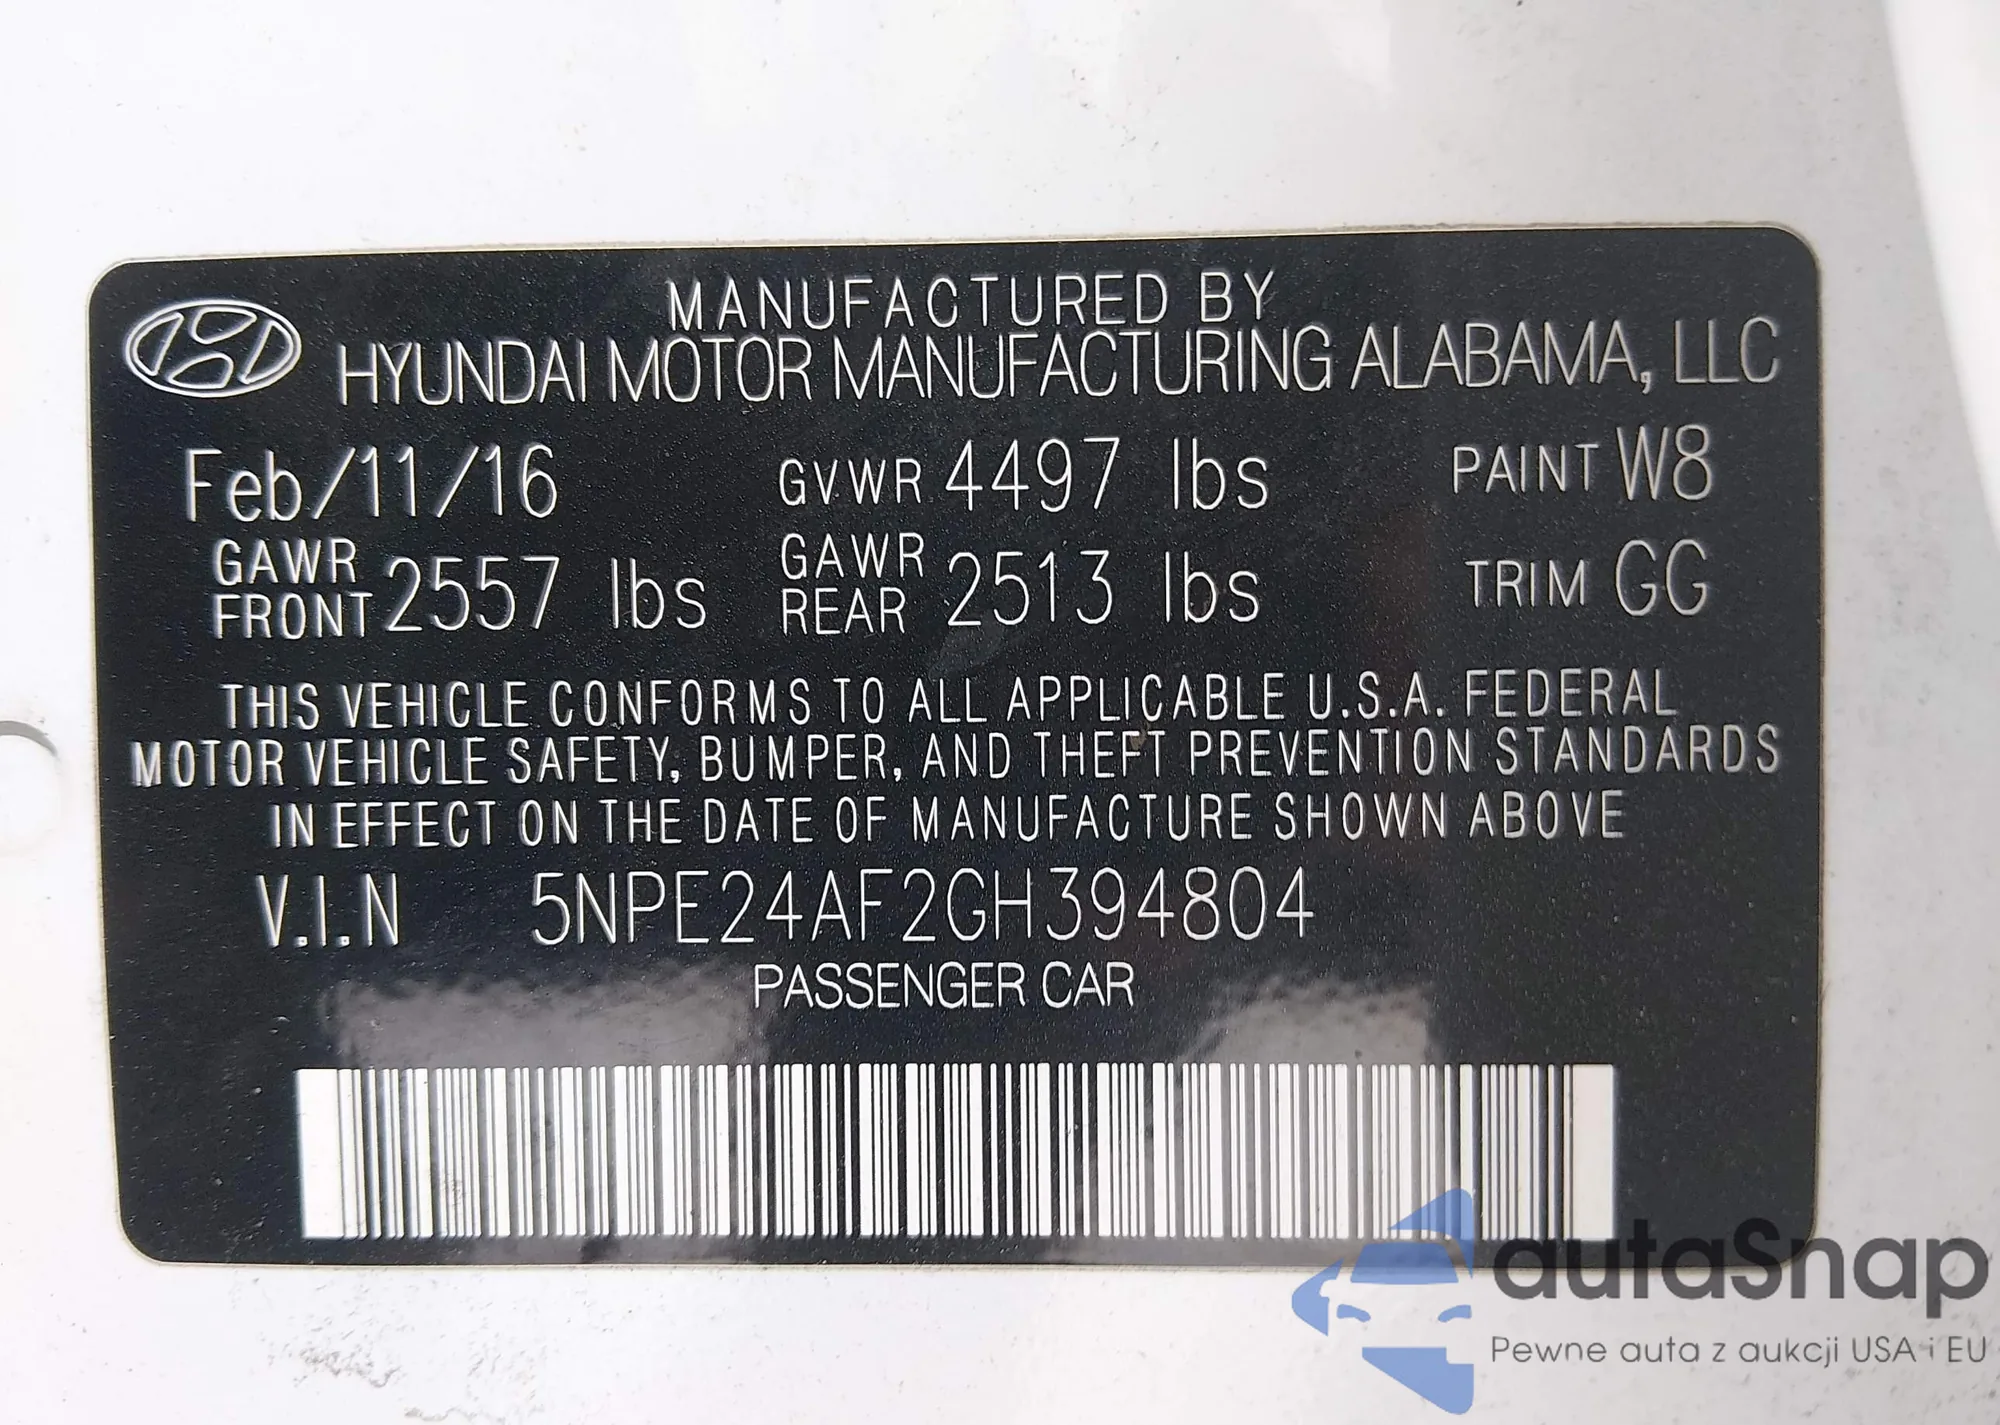 MANUFACTURED BY
HYUNDAI MOTOR MANUFACTURING ALABAMA, LLC
Feb/11/16 GVWR 4497 lbs PAINT W8
GAWR FRONT 2557 lbs GAWR REAR 2513 lbs TRIM GG
THIS VEHICLE CONFORMS TO ALL APPLICABLE U.S.A. FEDERAL
MOTOR VEHICLE SAFETY, BUMPER, AND THEFT PREVENTION STANDARDS
IN EFFECT ON THE DATE OF MANUFACTURE SHOWN ABOVE
V.I.N 5NPE24AF2GH394804
PASSENGER CAR
autaSnap
Pewne auta z aukcji USA i EU